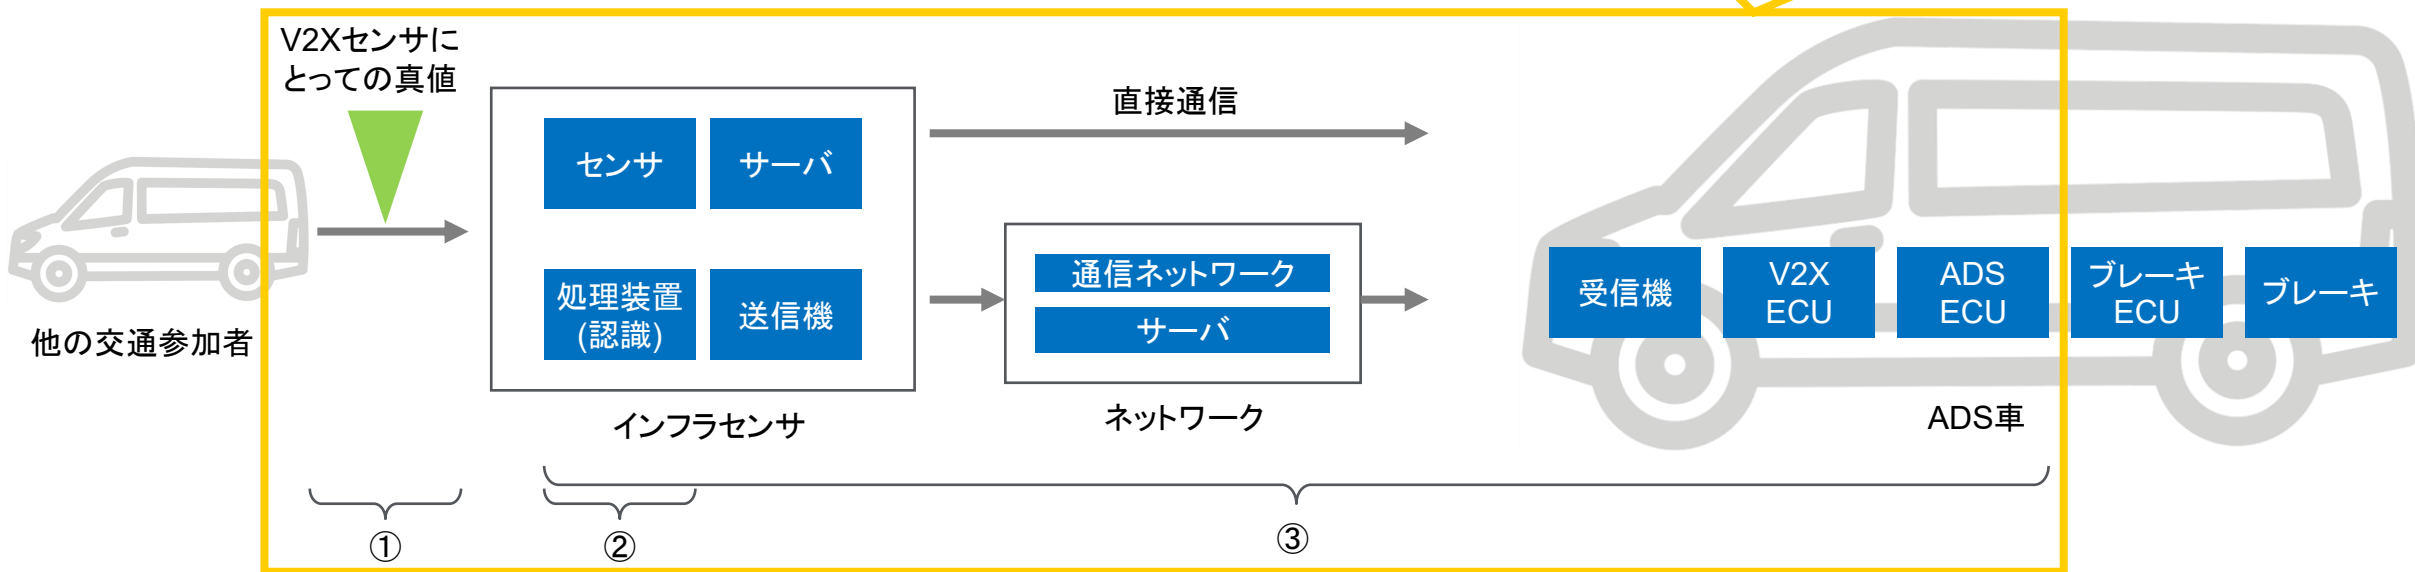 V2Xセンサに
とっての真値
他の交通参加者
センサ
サーバ
処理装置
(認識)
送信機
インフラセンサ
直接通信
通信ネットワーク
サーバ
ネットワーク
受信機
V2X
ECU
ADS
ECU
ブレーキ
ECU
ブレーキ
ADS車
①
②
③